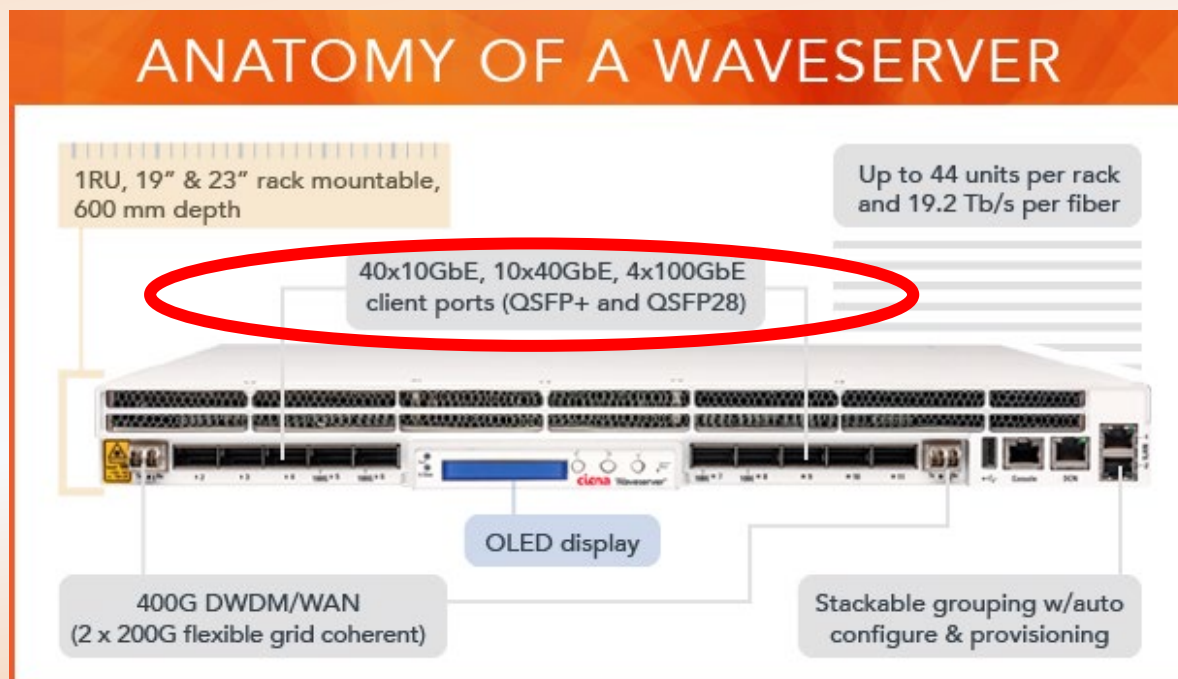 ANATOMY OF A WAVESERVER
1RU, 19” & 23” rack mountable,
600 mm depth
Up to 44 units per rack
and 19.2 Tb/s per fiber
40x10GbE, 10x40GbE, 4x100GbE
client ports (QSFP+ and QSFP28)
ciena Waveserver
Console
DCN
OLED display
400G DWDM/WAN
(2 x 200G flexible grid coherent)
Stackable grouping w/auto
configure & provisioning